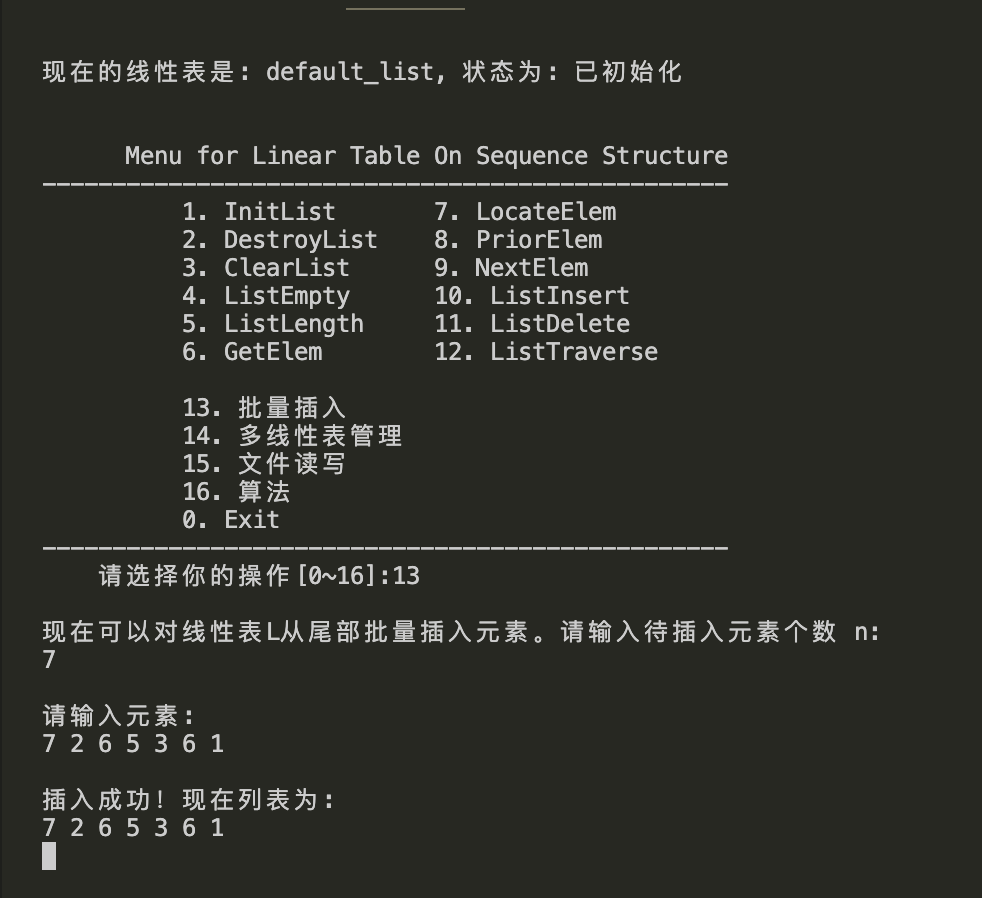 现在的线性表是: default_list, 状态为: 已初始化
Menu for Linear Table On Sequence Structure
-------------------------------------------------
1. InitList 7. LocateElem
2. DestroyList 8. PriorElem
3. ClearList 9. NextElem
4. ListEmpty 10. ListInsert
5. ListLength 11. ListDelete
6. GetElem 12. ListTraverse
13. 批量插入
14. 多线性表管理
15. 文件读写
16. 算法
0. Exit
-------------------------------------------------
请选择你的操作[0~16]:13
现在可以对线性表L从尾部批量插入元素。请输入待插入元素个数 n:
7
请输入元素:
7 2 6 5 3 6 1
插入成功! 现在列表为:
7 2 6 5 3 6 1